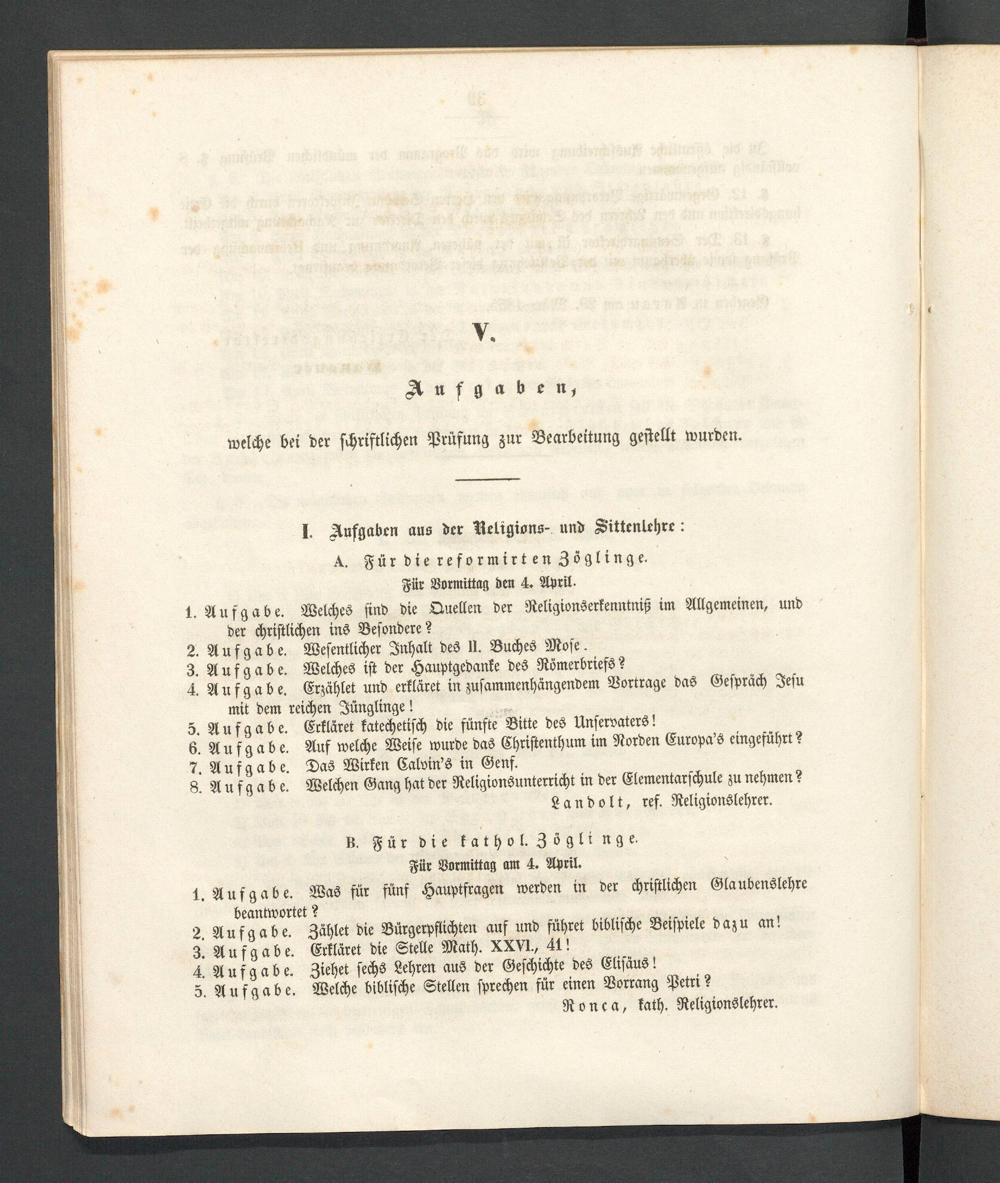 V.
Aufgaben,
welche bei der schriftlichen Prüfung zur Bearbeitung gestellt wurden.
I. Aufgaben aus der Religions- und Sittenlehre:
A. Für die reformirten Zöglinge.
Für Vormittag den 4. April.
1. Aufgabe. Welches sind die Quellen der Religionserkenntniß im Allgemeinen, und
der christlichen ins Besondere?
2. Aufgabe. Wesentlicher Inhalt des II. Buches Mose.
3. Aufgabe. Welches ist der Hauptgedanke des Römerbriefs?
4. Aufgabe. Erzählet und erkläret in zusammenhängendem Vortrage das Gespräch Jesu
mit dem reichen Jünglinge!
5. Aufgabe. Erkläret katechetisch die fünfte Bitte des Unservaters!
6. Aufgabe. Auf welche Weise wurde das Christenthum im Norden Europa's eingeführt?
7. Aufgabe. Das Wirken Calvin's in Genf.
8. Aufgabe. Welchen Gang hat der Religionsunterricht in der Elementarschule zu nehmen?
Landolt, ref. Religionslehrer.
B. Für die kathol. Zöglinge.
Für Vormittag am 4. April.
1. Aufgabe. Was für fünf Hauptfragen werden in der christlichen Glaubenslehre
beantwortet?
2. Aufgabe. Zählet die Bürgerpflichten auf und führet biblische Beispiele dazu an!
3. Aufgabe. Erkläret die Stelle Math. XXVI., 41!
4. Aufgabe. Ziehet sechs Lehren aus der Geschichte des Elisäus!
5. Aufgabe. Welche biblische Stellen sprechen für einen Vorrang Petri?
Ronca, kath. Religionslehrer.